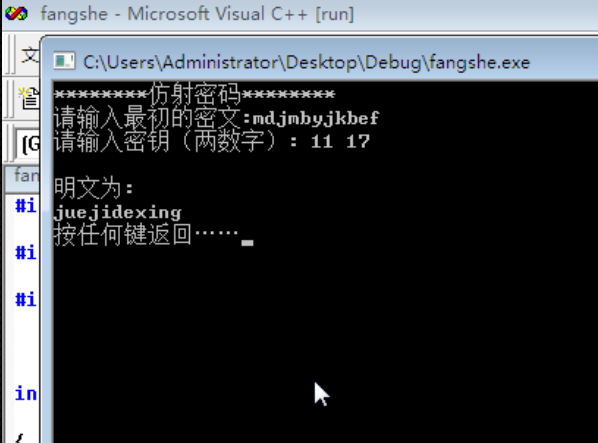 fangshe - Microsoft Visual C++ [run]
文
C:\Users\Administrator\Desktop\Debug\fangshe.exe
********仿射密码********
请输入最初的密文:mdjmbyjkbef
请输入密钥（两数字）: 11 17
[G
fan
明文为:
#i
juejidexing
按任何键返回……
#i
#i
in
{